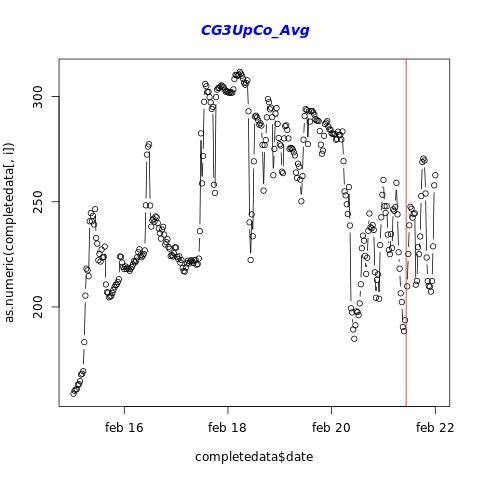 CG3UpCo_Avg
as.numeric(completedata[, i])
300
250
200
feb 16
feb 18
feb 20
feb 22
completedata$date